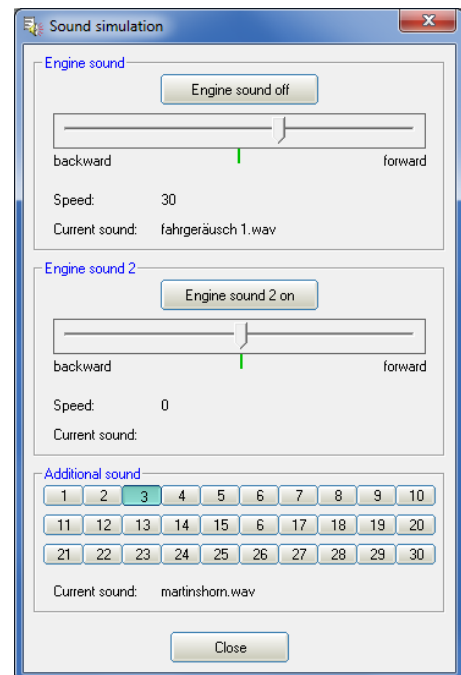 Sound simulation
Engine sound
Engine sound off
backward forward
Speed: 30
Current sound: fahrgeräusch 1.wav
Engine sound 2
Engine sound 2 on
backward forward
Speed: 0
Current sound:
Additional sound
1 2 3 4 5 6 7 8 9 10
11 12 13 14 15 6 17 18 19 20
21 22 23 24 25 26 27 28 29 30
Current sound: martinshorn.wav
Close